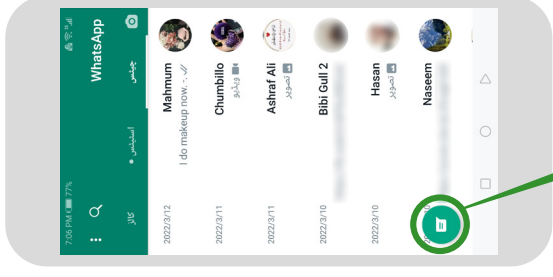 7:06 PM 77%
WhatsApp
کالز اسٹیٹس چیٹس
Mahmum 2022/3/12
I do makeup now. -,
Chumbillo 2022/3/11
ویڈیو
Ashraf Ali 2022/3/11
تصویر
Bibi Gull 2 2022/3/10
Hasan 2022/3/10
تصویر
Naseem